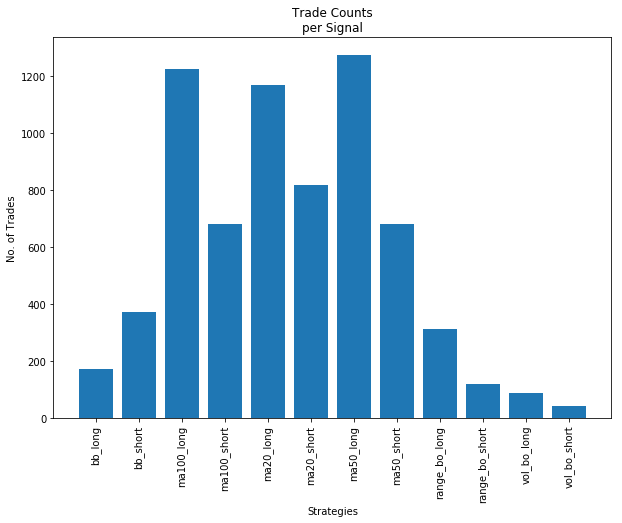 Trade Counts
per Signal
No. of Trades
1200
1000
800
600
400
200
0
bb_long
bb_short
ma100_long
ma100_short
ma20_long
ma20_short
ma50_long
ma50_short
range_bo_long
range_bo_short
vol_bo_long
vol_bo_short
Strategies